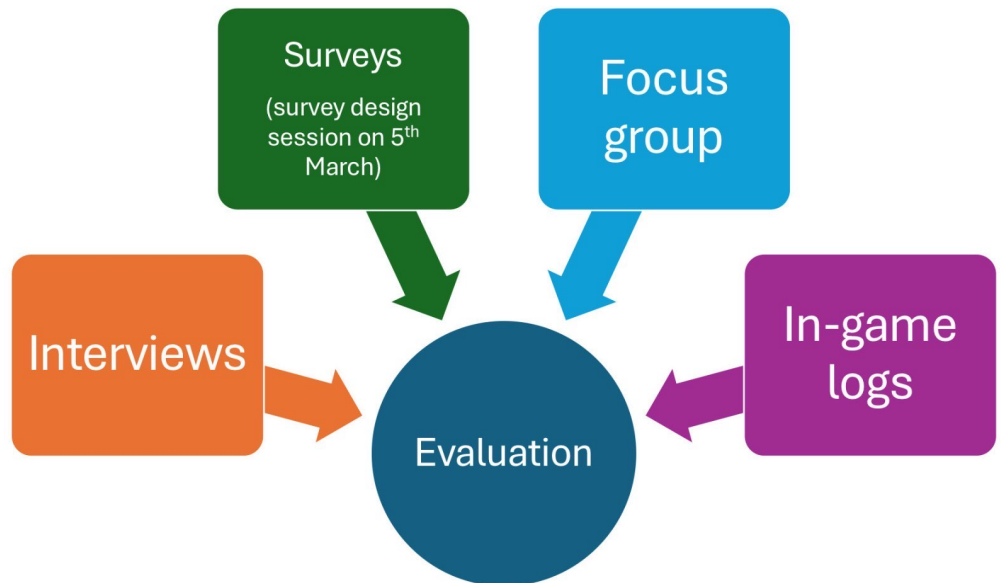 Surveys
(survey design
session on 5th
March)
Focus
group
Interviews
In-game
logs
Evaluation